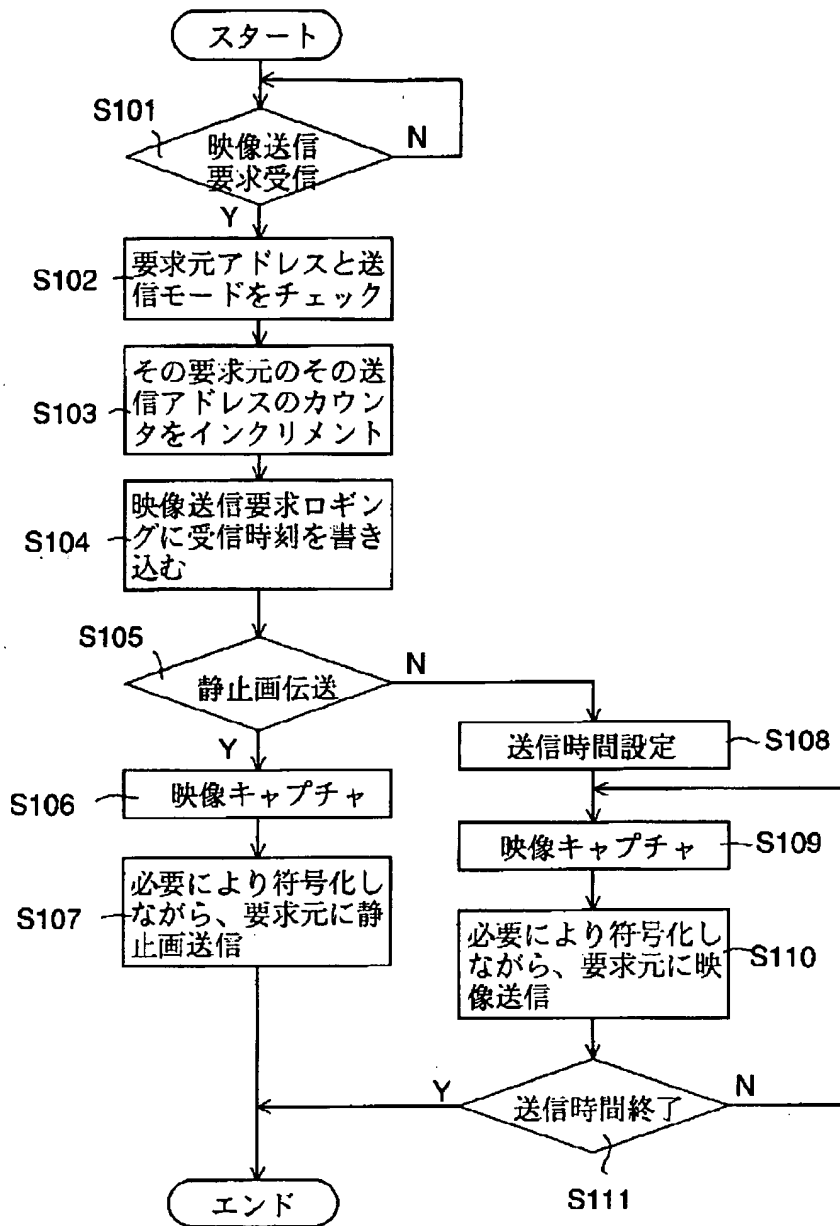 スタート
S101
映像送信
要求受信
N
Y
S102
要求元アドレスと送
信モードをチェック
S103
その要求元のその送
信アドレスのカウン
タをインクリメント
S104
映像送信要求ロギン
グに受信時刻を書き
込む
S105
静止画伝送
N
Y
S106
映像キャプチャ
S107
必要により符号化し
ながら、要求元に静
止画送信
送信時間設定
S108
映像キャプチャ
S109
必要により符号化し
ながら、要求元に映
像送信
S110
Y
送信時間終了
N
S111
エンド